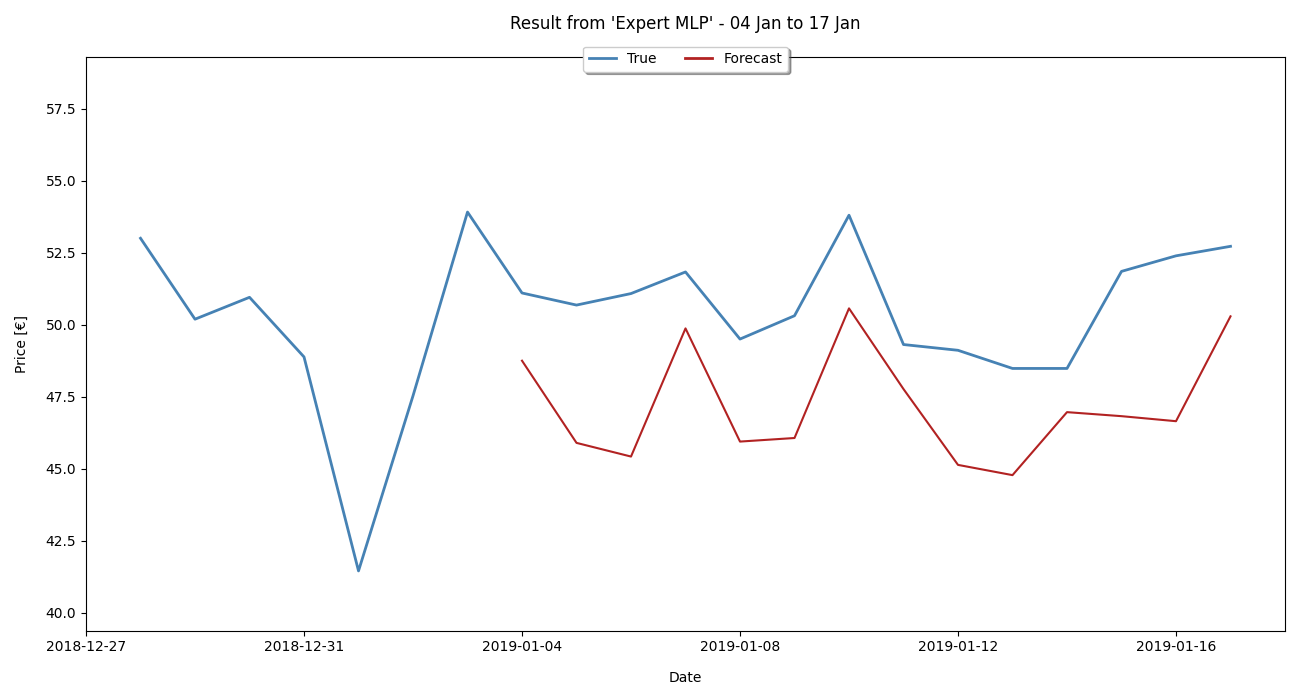 Result from 'Expert MLP' - 04 Jan to 17 Jan
True Forecast
57.5
55.0
52.5
50.0
47.5
45.0
42.5
40.0
Price [€]
2018-12-27 2018-12-31 2019-01-04 2019-01-08 2019-01-12 2019-01-16
Date